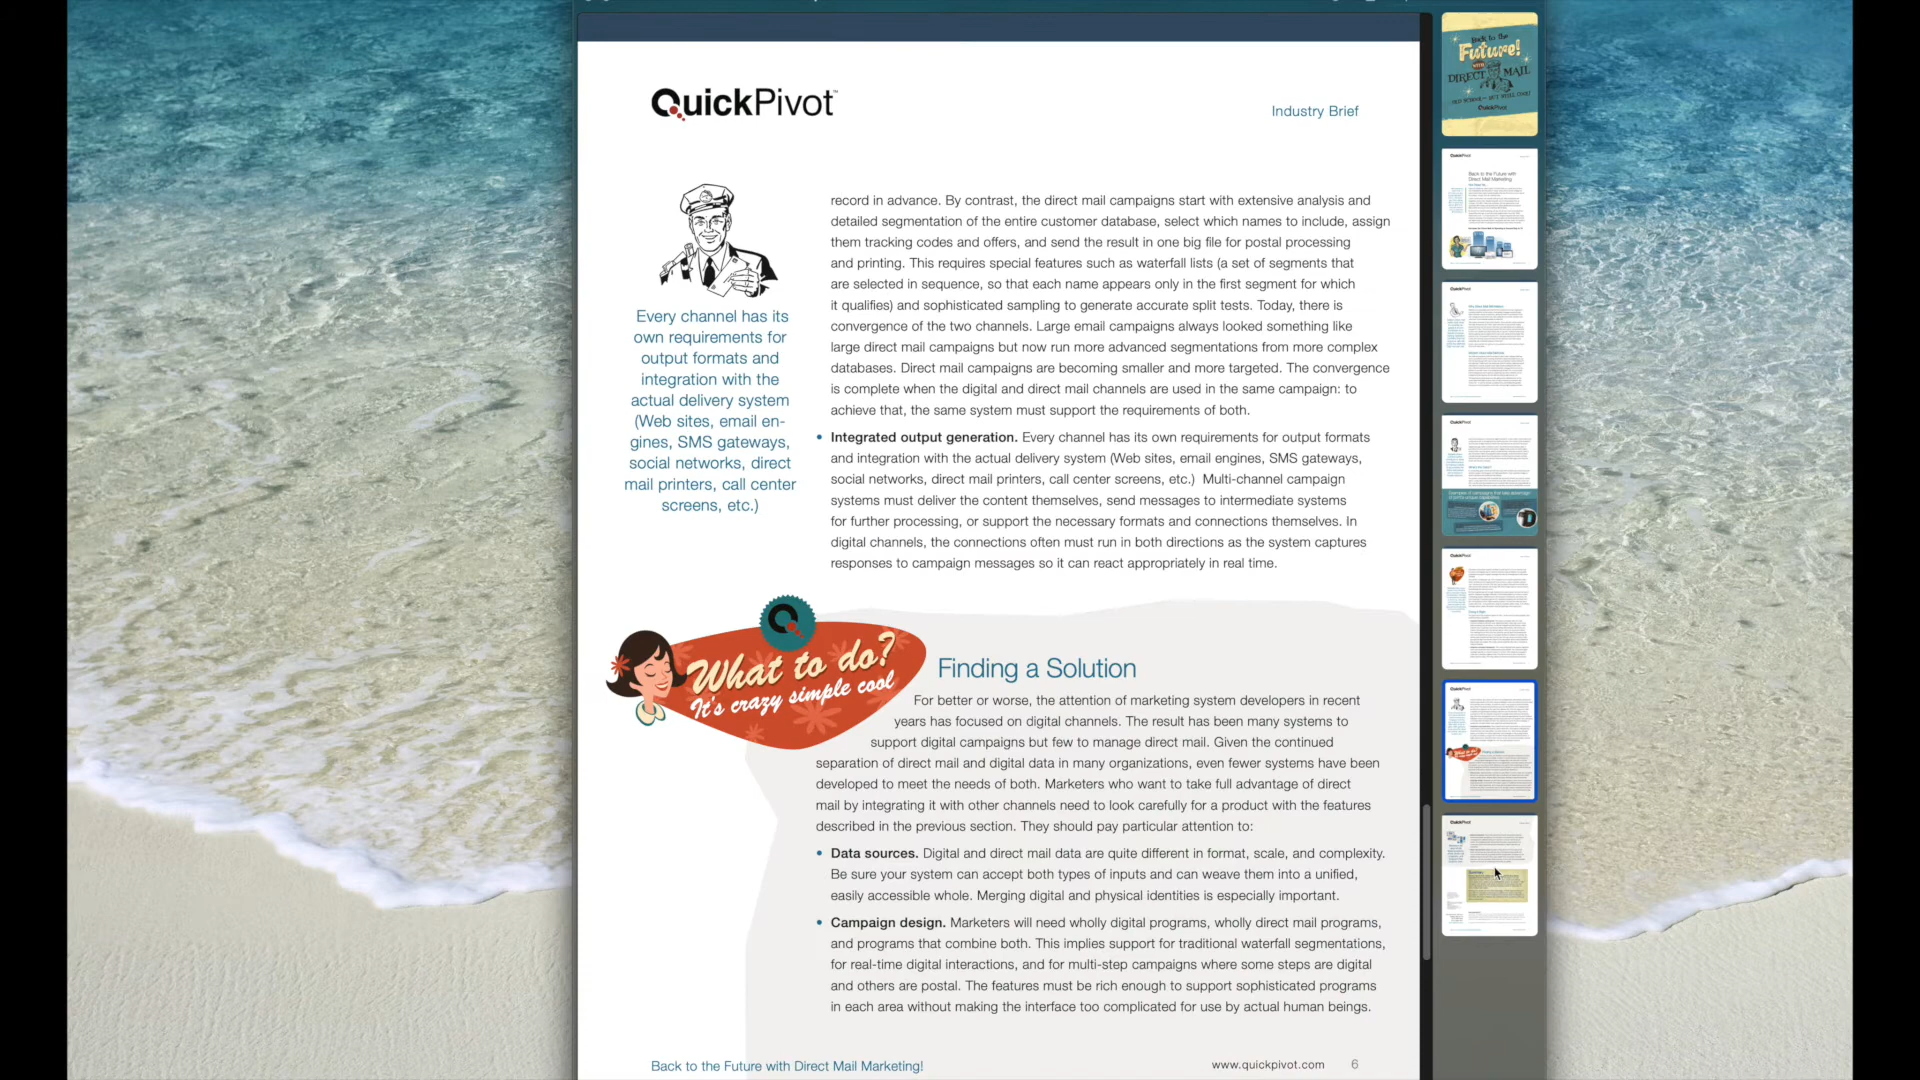 QuickPivot
Industry Brief
record in advance. By contrast, the direct mail campaigns start with extensive analysis and
detailed segmentation of the entire customer database, select which names to include, assign
them tracking codes and offers, and send the result in one big file for postal processing
and printing. This requires special features such as waterfall lists (a set of segments that
are selected in sequence, so that each name appears only in the first segment for which
it qualifies) and sophisticated sampling to generate accurate split tests. Today, there is
convergence of the two channels. Large email campaigns always looked something like
large direct mail campaigns but now run more advanced segmentations from more complex
databases. Direct mail campaigns are becoming smaller and more targeted. The convergence
is complete when the digital and direct mail channels are used in the same campaign: to
achieve that, the same system must support the requirements of both.
Every channel has its
own requirements for
output formats and
integration with the
actual delivery system
(Web sites, email en-
gines, SMS gateways,
social networks, direct
mail printers, call center
screens, etc.)
• Integrated output generation. Every channel has its own requirements for output formats
and integration with the actual delivery system (Web sites, email engines, SMS gateways,
social networks, direct mail printers, call center screens, etc.) Multi-channel campaign
systems must deliver the content themselves, send messages to intermediate systems
for further processing, or support the necessary formats and connections themselves. In
digital channels, the connections often must run in both directions as the system captures
responses to campaign messages so it can react appropriately in real time.
What to do?
It's crazy simple cool
Finding a Solution
For better or worse, the attention of marketing system developers in recent
years has focused on digital channels. The result has been many systems to
support digital campaigns but few to manage direct mail. Given the continued
separation of direct mail and digital data in many organizations, even fewer systems have been
developed to meet the needs of both. Marketers who want to take full advantage of direct
mail by integrating it with other channels need to look carefully for a product with the features
described in the previous section. They should pay particular attention to:
• Data sources. Digital and direct mail data are quite different in format, scale, and complexity.
Be sure your system can accept both types of inputs and can weave them into a unified,
easily accessible whole. Merging digital and physical identities is especially important.
• Campaign design. Marketers will need wholly digital programs, wholly direct mail programs,
and programs that combine both. This implies support for traditional waterfall segmentations,
for real-time digital interactions, and for multi-step campaigns where some steps are digital
and others are postal. The features must be rich enough to support sophisticated programs
in each area without making the interface too complicated for use by actual human beings.
Back to the Future with Direct Mail Marketing!
www.quickpivot.com 6
Back to the
Future!
with
DIRECT MAIL
QuickPivot
QuickPivot
Back to the Future with
Direct Mail Marketing
QuickPivot
QuickPivot
QuickPivot
QuickPivot
QuickPivot